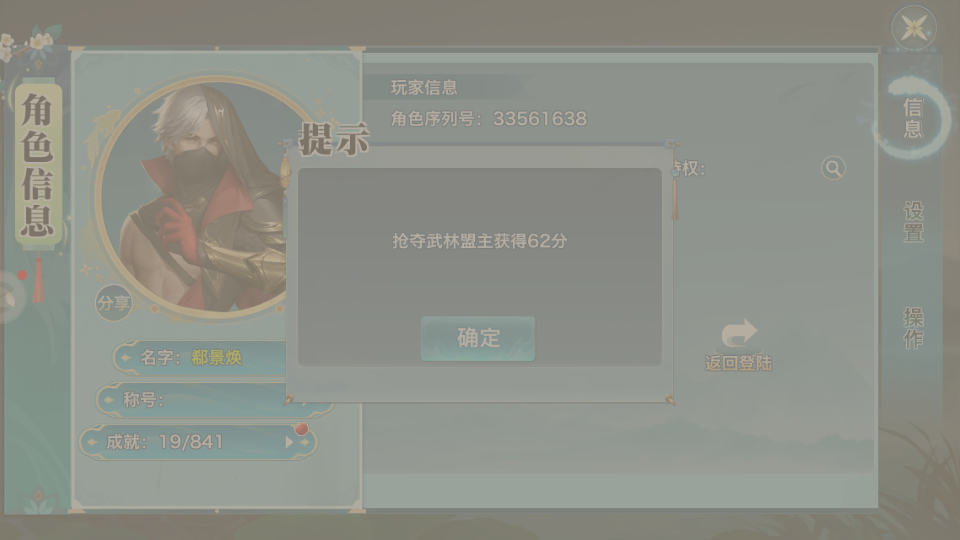 角色信息
玩家信息
角色序列号：33561638
提示
特权：
信息
抢夺武林盟主获得62分
设置
分享
确定
操作
名字：郗景焕
返回登陆
称号：
成就：19/841